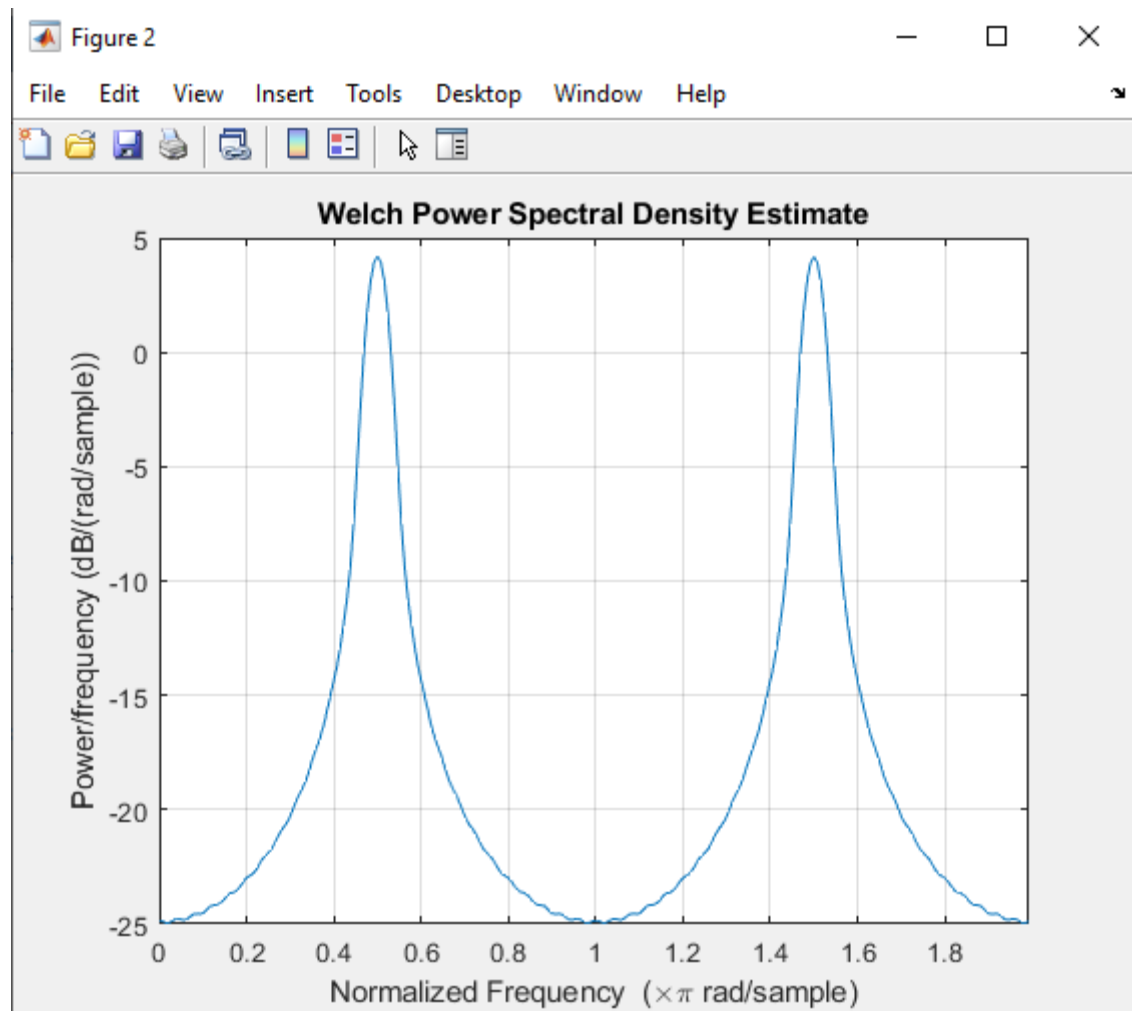 Figure 2
File Edit View Insert Tools Desktop Window Help
Welch Power Spectral Density Estimate
5
0
-5
-10
-15
-20
-25
Power/frequency (dB/(rad/sample))
0 0.2 0.4 0.6 0.8 1 1.2 1.4 1.6 1.8
Normalized Frequency (×π rad/sample)